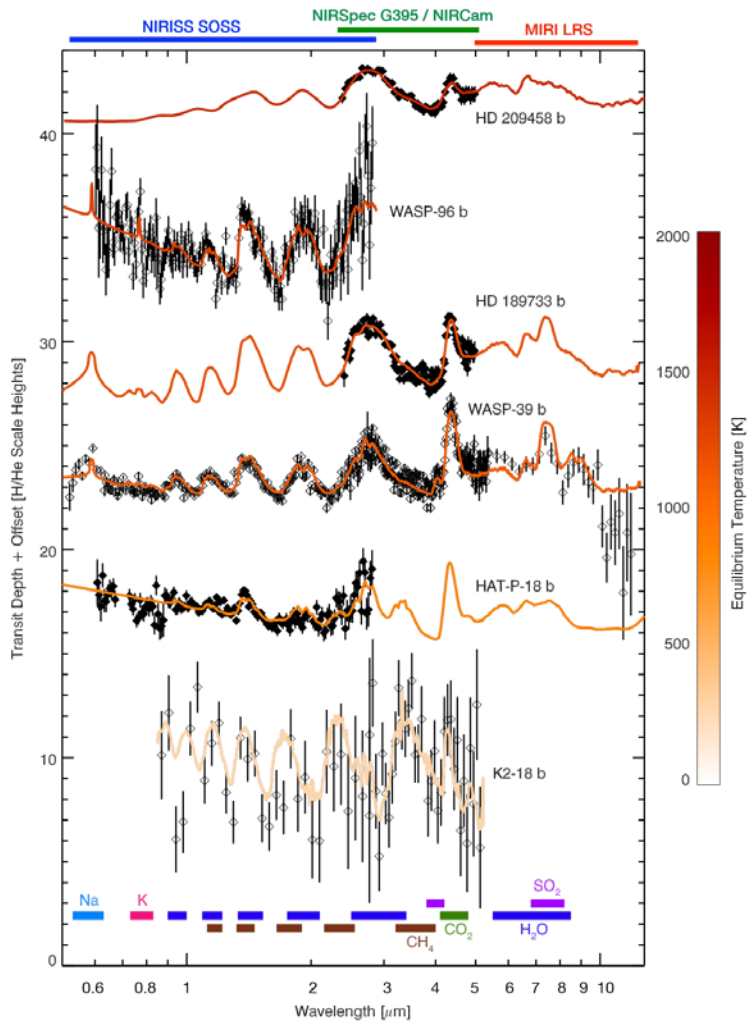 NIRISS SOSS
NIRSpec G395 / NIRCam
MIRI LRS
HD 209458 b
WASP-96 b
HD 189733 b
WASP-39 b
HAT-P-18 b
K2-18 b
Na
K
SO₂
CO₂
H₂O
CH₄
40
30
20
10
0
Transit Depth + Offset [H/He Scale Heights]
0.6 0.8 1 2 3 4 5 6 7 8 9 10
Wavelength [μm]
2000
1500
1000
500
0
Equilibrium Temperature [K]